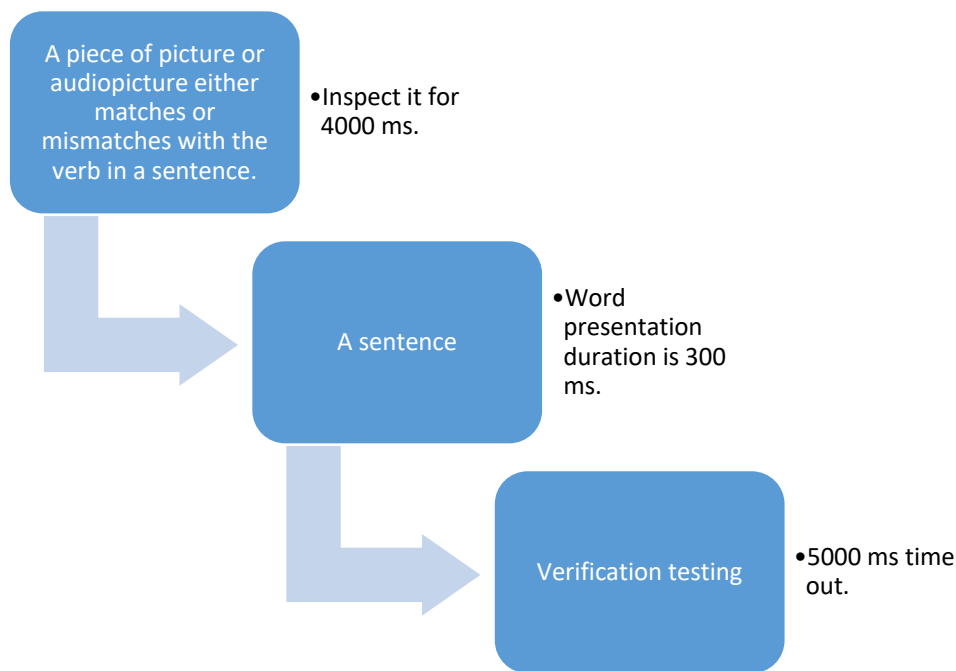 A piece of picture or
audiopicture either
matches or
mismatches with the
verb in a sentence.
•Inspect it for
4000 ms.
A sentence
•Word
presentation
duration is 300
ms.
Verification testing
•5000 ms time
out.